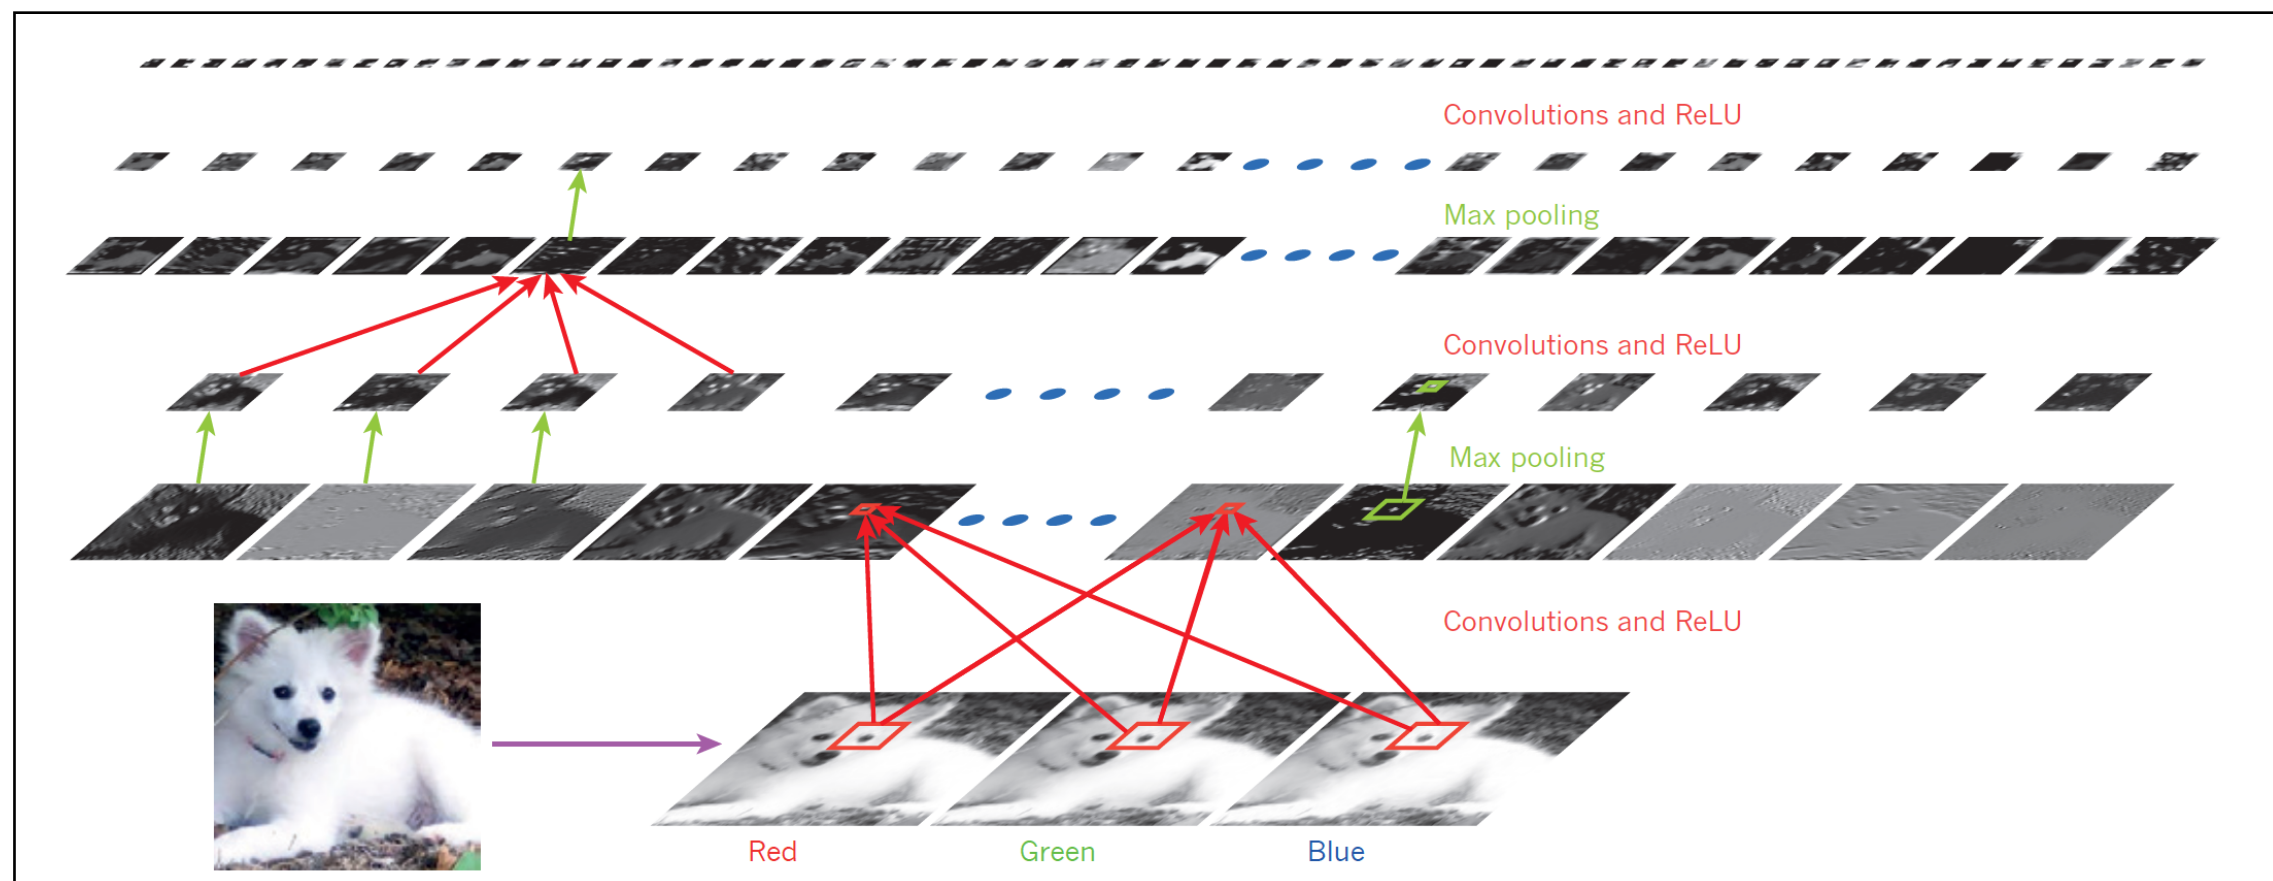 Convolutions and ReLU
Max pooling
Convolutions and ReLU
Max pooling
Convolutions and ReLU
Red
Green
Blue